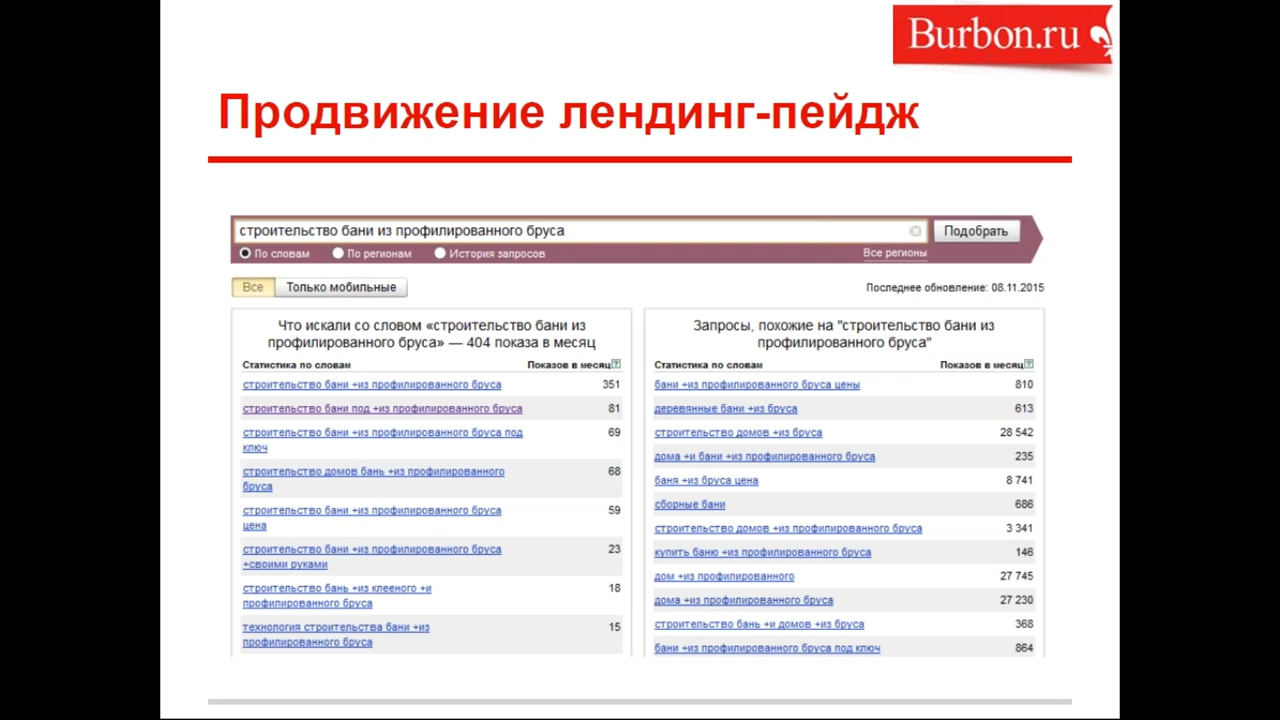 Burbon.ru
Продвижение лендинг-пейдж
строительство бани из профилированного бруса
Подобрать
По словам
По регионам
История запросов
Все регионы
Все
Только мобильные
Последнее обновление: 08.11.2015
Что искали со словом «строительство бани из
профилированного бруса» — 404 показа в месяц
Статистика по словам
Показов в месяц ?
строительство бани +из профилированного бруса
351
строительство бани под +из профилированного бруса
81
строительство бани +из профилированного бруса под
ключ
69
строительство домов бань +из профилированного
бруса
68
строительство бани +из профилированного бруса
цена
59
строительство бани +из профилированного бруса
+своими руками
23
строительство бань +из клееного +и
профилированного бруса
18
технология строительства бани +из
профилированного бруса
15
Запросы, похожие на "строительство бани из
профилированного бруса"
Статистика по словам
Показов в месяц ?
бани +из профилированного бруса цены
810
деревянные бани +из бруса
613
строительство домов +из бруса
28 542
дома +и бани +из профилированного бруса
235
баня +из бруса цена
8 741
сборные бани
686
строительство домов +из профилированного бруса
3 341
купить баню +из профилированного бруса
146
дом +из профилированного
27 745
дома +из профилированного бруса
27 230
строительство бань +и домов +из бруса
368
бани +из профилированного бруса под ключ
864